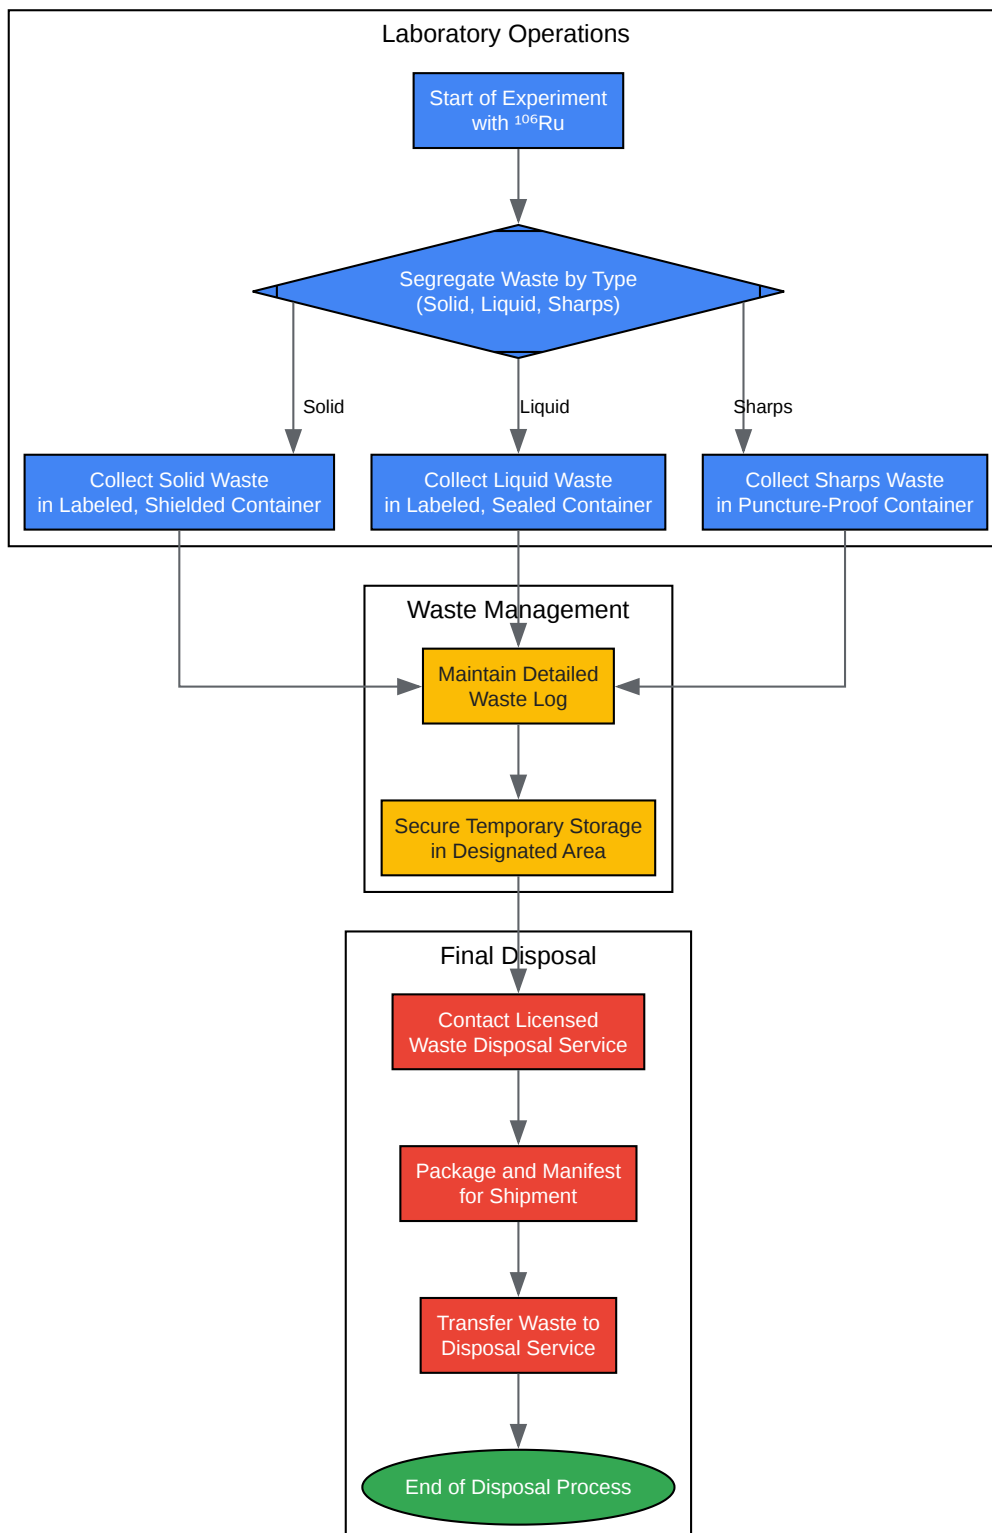 Laboratory Operations
Start of Experiment
with ¹⁰⁶Ru
Segregate Waste by Type
(Solid, Liquid, Sharps)
Solid
Liquid
Sharps
Collect Solid Waste
in Labeled, Shielded Container
Collect Liquid Waste
in Labeled, Sealed Container
Collect Sharps Waste
in Puncture-Proof Container
Waste Management
Maintain Detailed
Waste Log
Secure Temporary Storage
in Designated Area
Final Disposal
Contact Licensed
Waste Disposal Service
Package and Manifest
for Shipment
Transfer Waste to
Disposal Service
End of Disposal Process